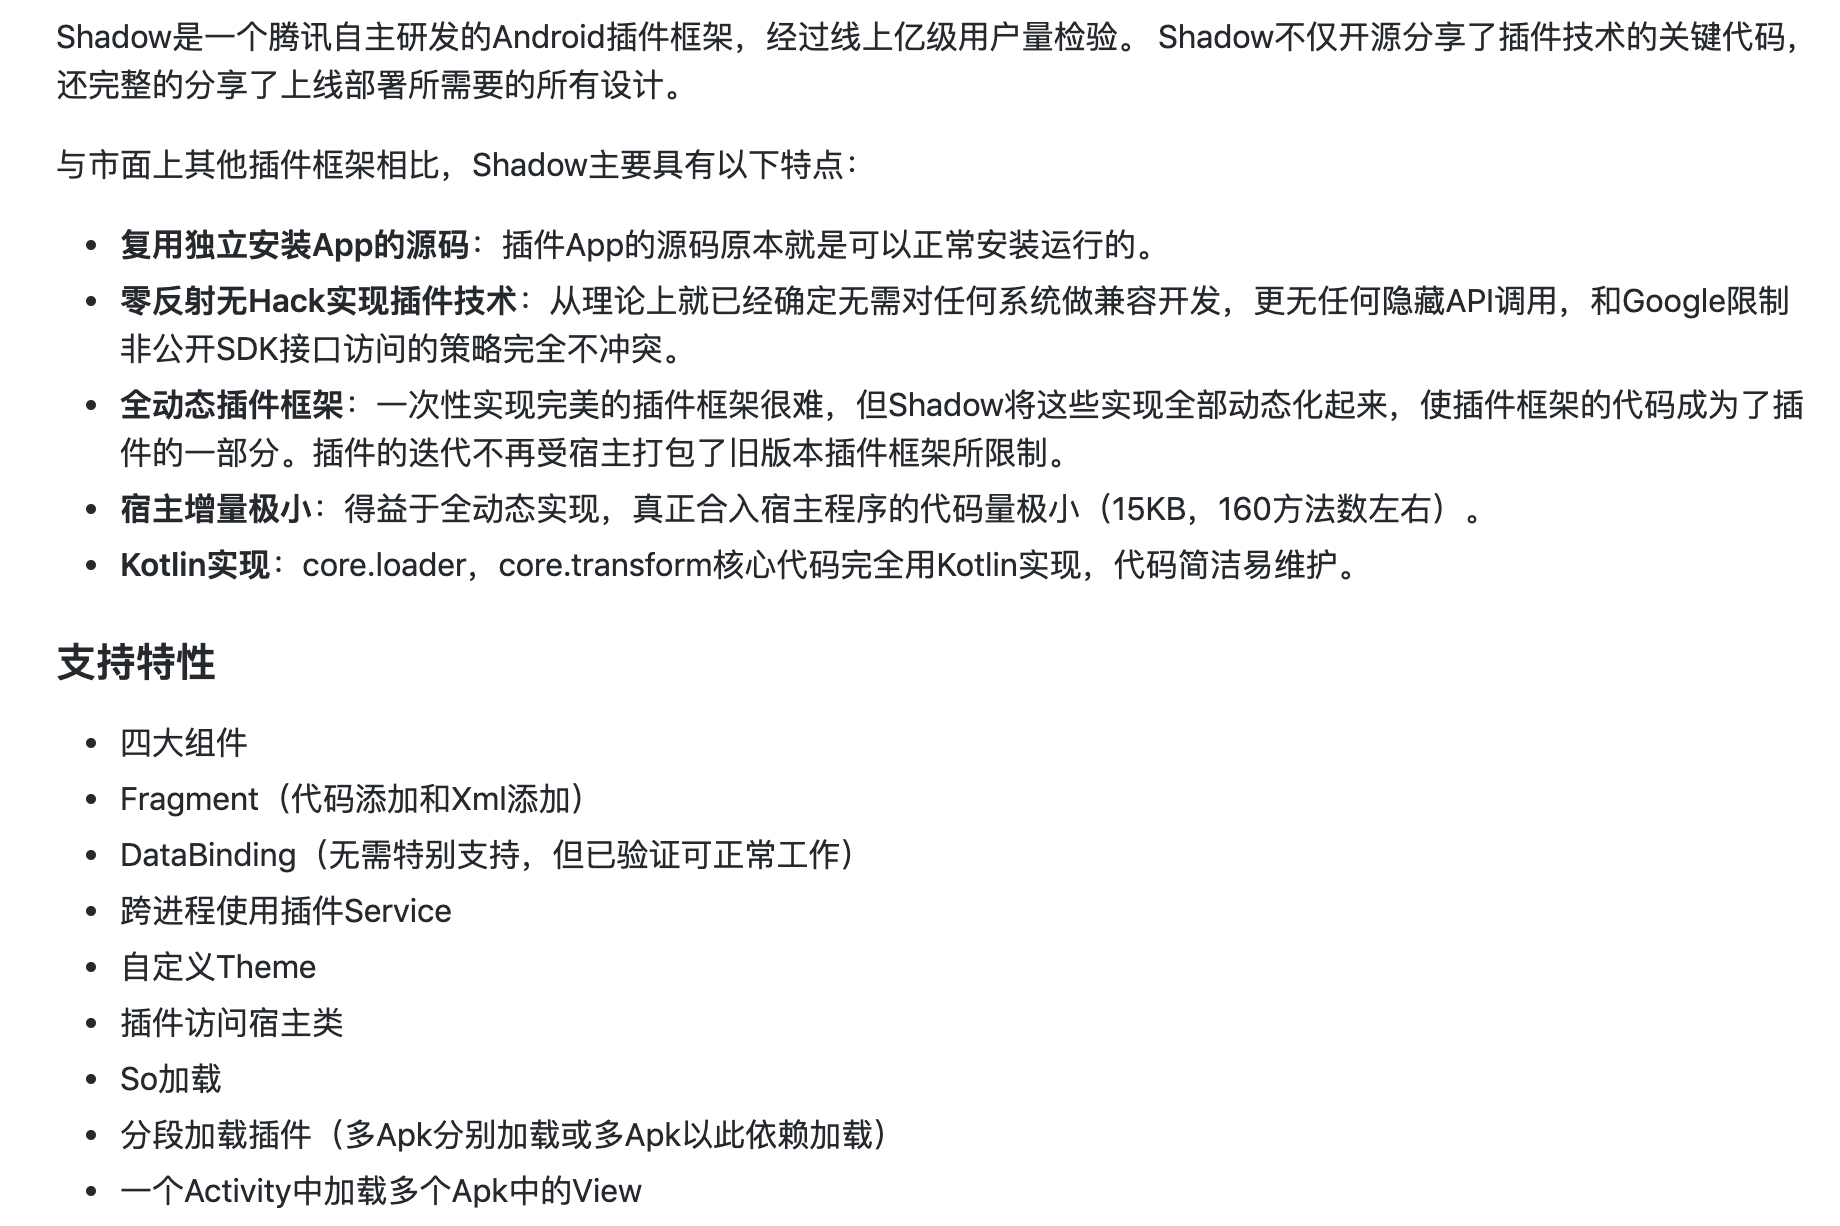 Shadow是一个腾讯自主研发的Android插件框架，经过线上亿级用户量检验。 Shadow不仅开源分享了插件技术的关键代码，
还完整的分享了上线部署所需要的所有设计。
与市面上其他插件框架相比，Shadow主要具有以下特点：
• 复用独立安装App的源码：插件App的源码原本就是可以正常安装运行的。
• 零反射无Hack实现插件技术：从理论上就已经确定无需对任何系统做兼容开发，更无任何隐藏API调用，和Google限制
非公开SDK接口访问的策略完全不冲突。
• 全动态插件框架：一次性实现完美的插件框架很难，但Shadow将这些实现全部动态化起来，使插件框架的代码成为了插
件的一部分。插件的迭代不再受宿主打包了旧版本插件框架所限制。
• 宿主增量极小：得益于全动态实现，真正合入宿主程序的代码量极小（15KB，160方法数左右）。
• Kotlin实现：core.loader，core.transform核心代码完全用Kotlin实现，代码简洁易维护。
支持特性
• 四大组件
• Fragment（代码添加和Xml添加）
• DataBinding（无需特别支持，但已验证可正常工作）
• 跨进程使用插件Service
• 自定义Theme
• 插件访问宿主类
• So加载
• 分段加载插件（多Apk分别加载或多Apk以此依赖加载）
• 一个Activity中加载多个Apk中的View